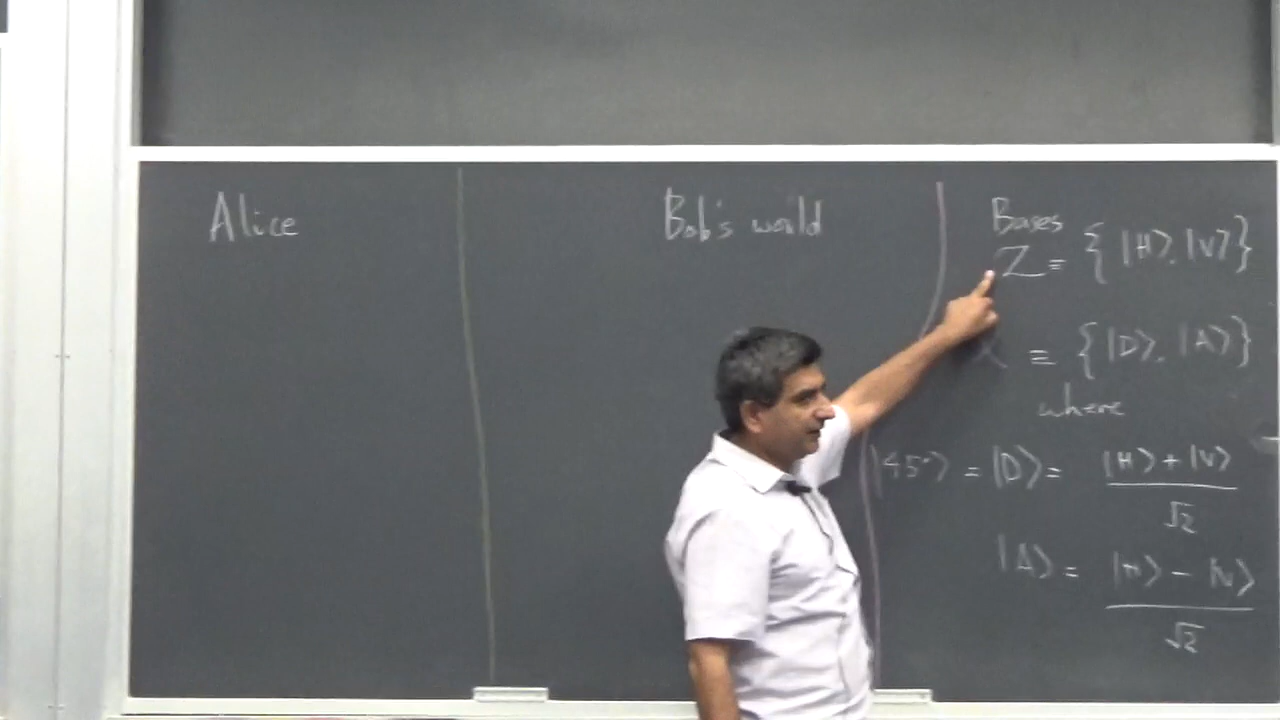 Alice
Bob's world
Bases
Z = { |H⟩, |V⟩ }
X ≡ { |D⟩, |A⟩ }
where
|45°⟩ = |D⟩ = |H⟩ + |V⟩
√2
|A⟩ = |H⟩ − |V⟩
√2